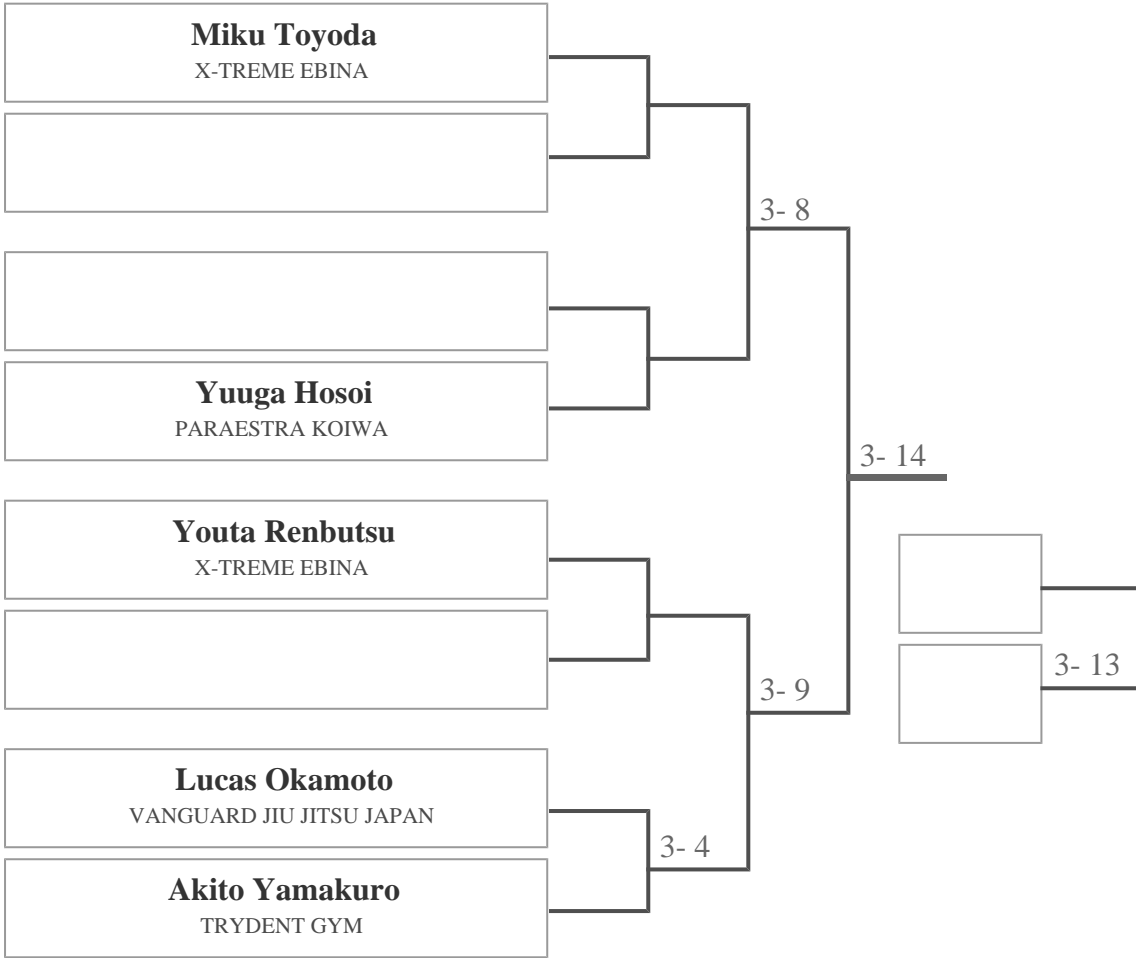 Miku Toyoda
X-TREME EBINA
3- 8
Yuuga Hosoi
PARAESTRA KOIWA
3- 14
Youta Renbutsu
X-TREME EBINA
3- 13
3- 9
Lucas Okamoto
VANGUARD JIU JITSU JAPAN
3- 4
Akito Yamakuro
TRYDENT GYM